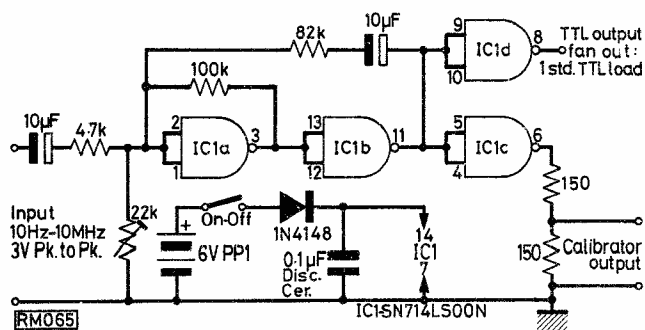 10µF
82k
9
10
IC1d
8
TTL output
fan out:
1 std. TTL load
100k
10µF
4.7k
2
1
IC1a
3
13
12
IC1b
11
5
4
IC1c
6
150
Input
10Hz-10MHz
3V Pk. to Pk.
22k
On-Off
+
6V PP1
1N4148
0.1µF
Disc.
Cer.
14
IC1
7
150
Calibrator
output
RM065
IC1-SN714LS00N